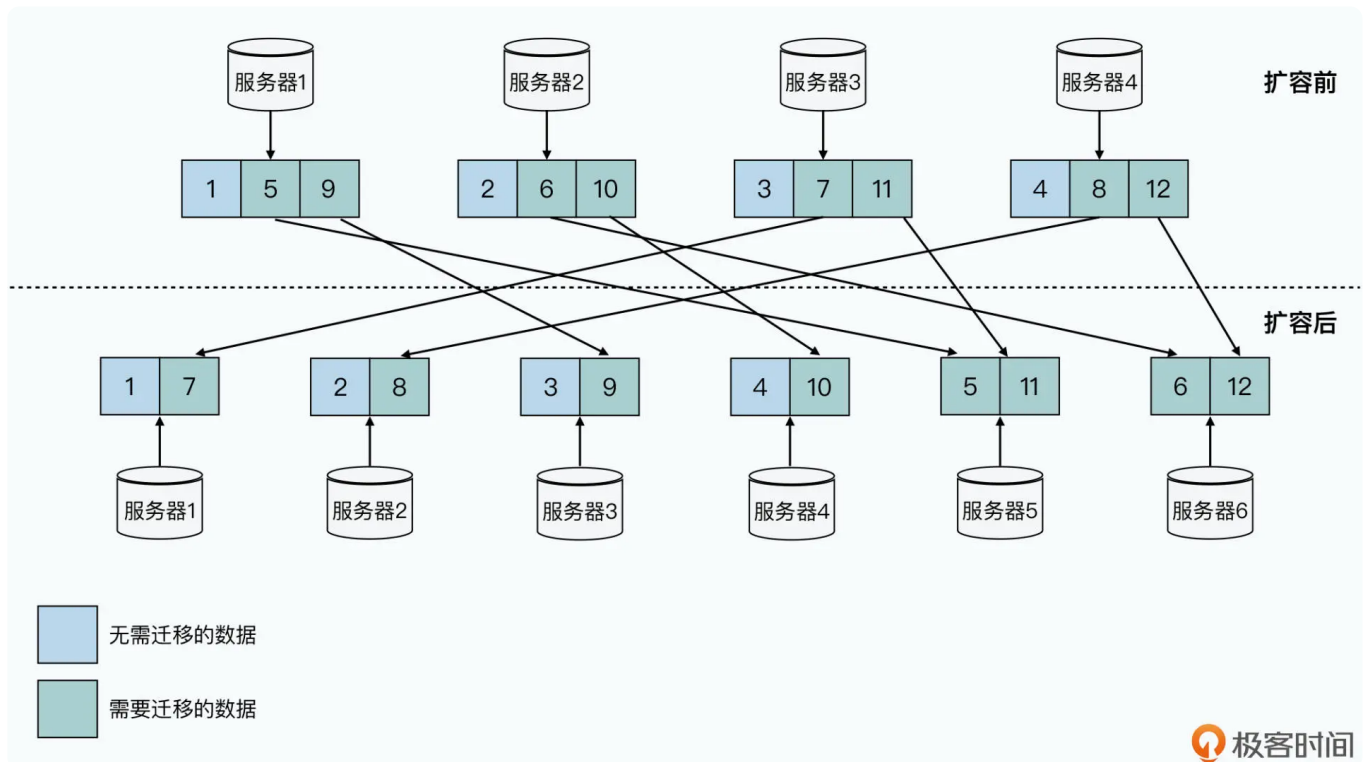 服务器1
服务器2
服务器3
服务器4
扩容前
1 5 9
2 6 10
3 7 11
4 8 12
扩容后
1 7
2 8
3 9
4 10
5 11
6 12
服务器1
服务器2
服务器3
服务器4
服务器5
服务器6
无需迁移的数据
需要迁移的数据
极客时间